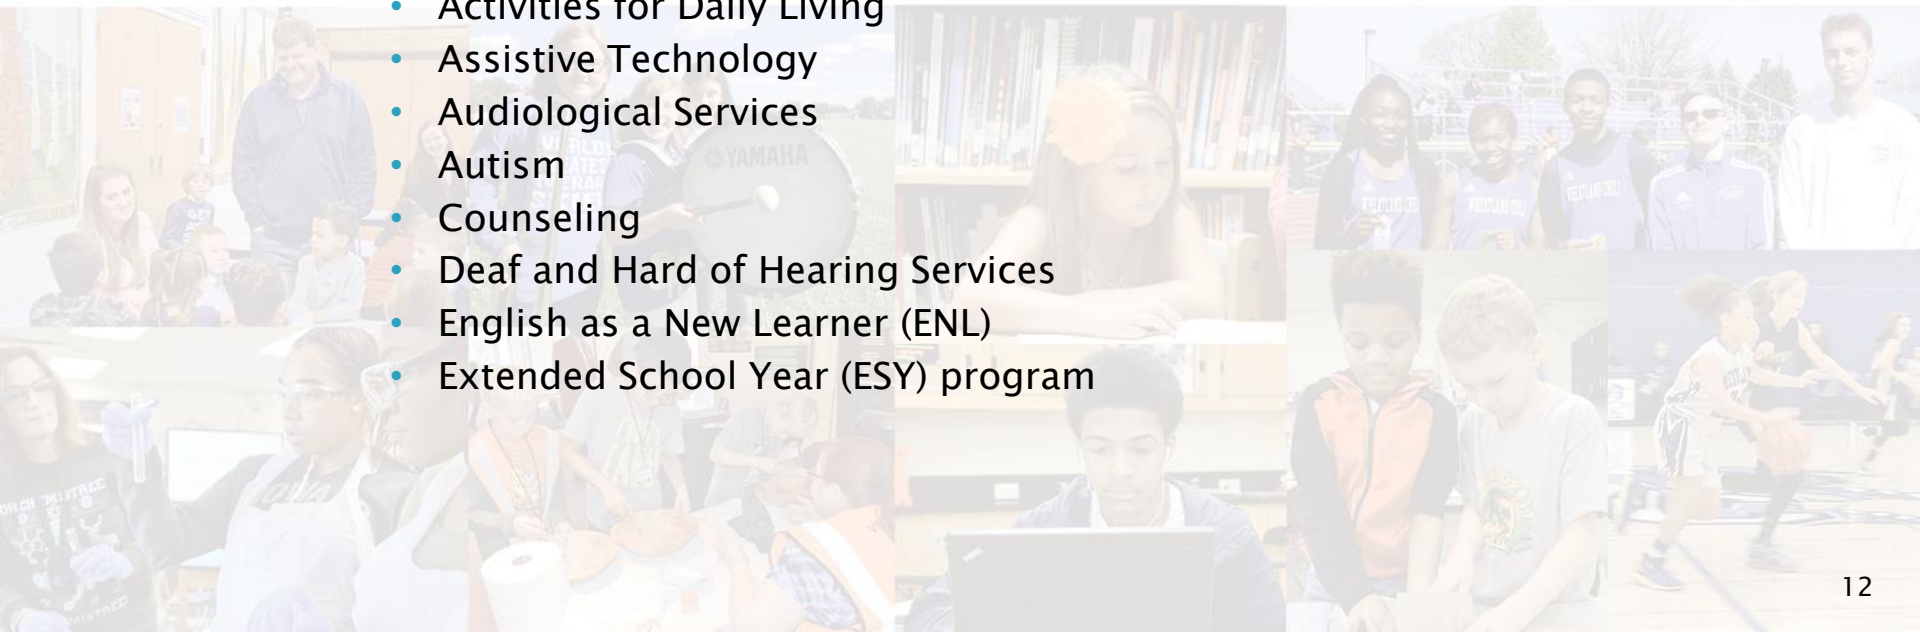 • Activities for Daily Living
• Assistive Technology
• Audiological Services
• Autism
• Counseling
• Deaf and Hard of Hearing Services
• English as a New Learner (ENL)
• Extended School Year (ESY) program
YAMAHA
12